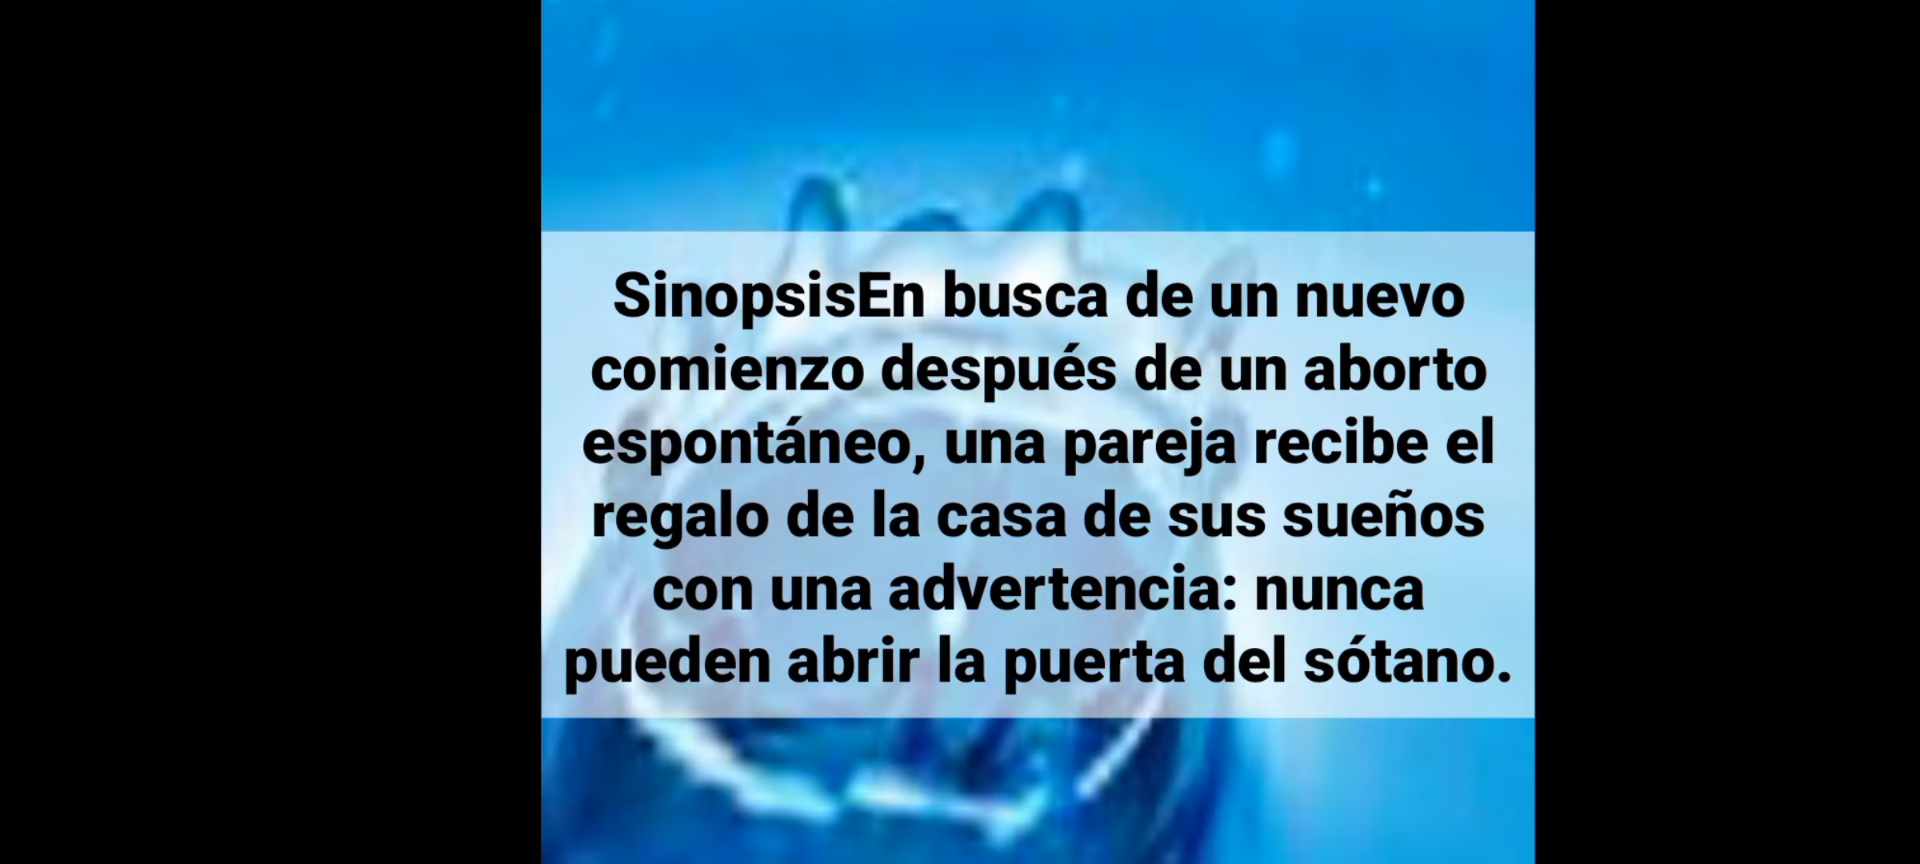 SinopsisEn busca de un nuevo
comienzo después de un aborto
espontáneo, una pareja recibe el
regalo de la casa de sus sueños
con una advertencia: nunca
pueden abrir la puerta del sótano.